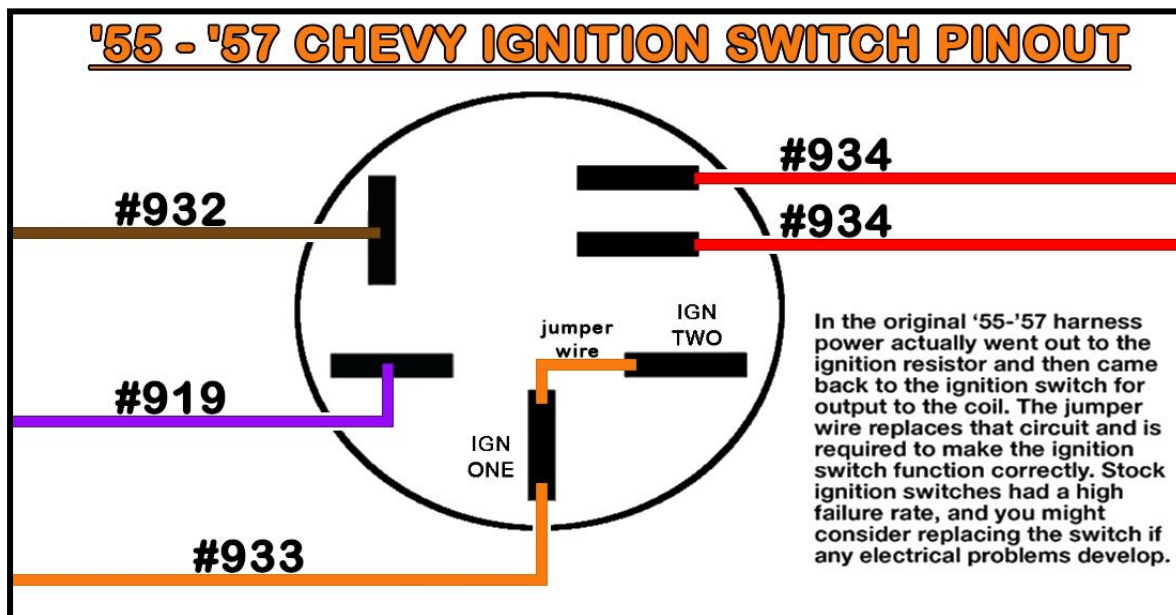 '55 - '57 CHEVY IGNITION SWITCH PINOUT
#934
#932
#934
IGN
TWO
jumper
wire
#919
IGN
ONE
#933
In the original ‘55-’57 harness
power actually went out to the
ignition resistor and then came
back to the ignition switch for
output to the coil. The jumper
wire replaces that circuit and is
required to make the ignition
switch function correctly. Stock
ignition switches had a high
failure rate, and you might
consider replacing the switch if
any electrical problems develop.